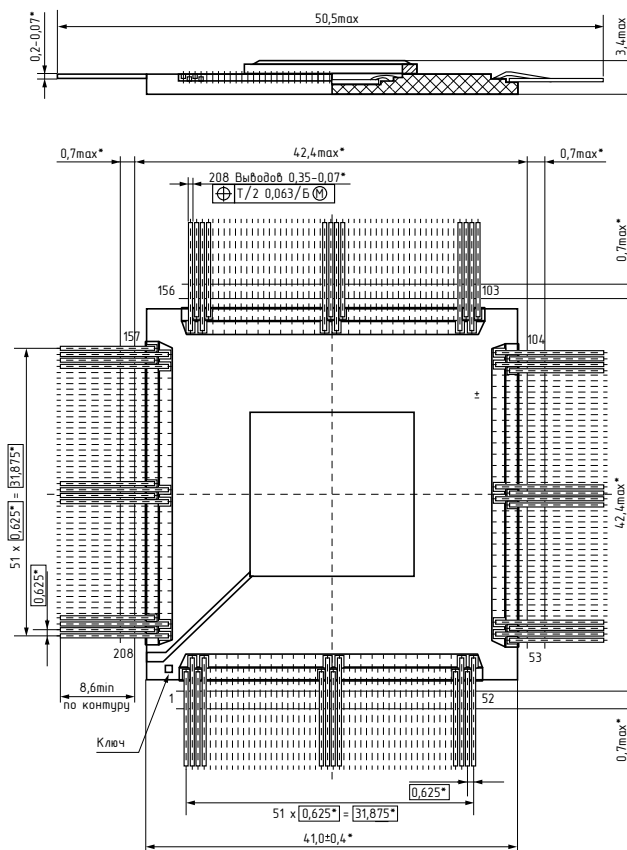 50,5max
0,2-0,07*
3,4max
0,7max*
42,4max*
0,7max*
208 Выводов 0,35-0,07*
Т/2 0,063/Б М
0,7max*
156
103
157
104
51 x 0,625* = 31,875*
0,625*
42,4max*
208
53
8,6min
по контуру
1
52
Ключ
0,7max*
0,625*
51 x 0,625* = 31,875*
41,0±0,4*